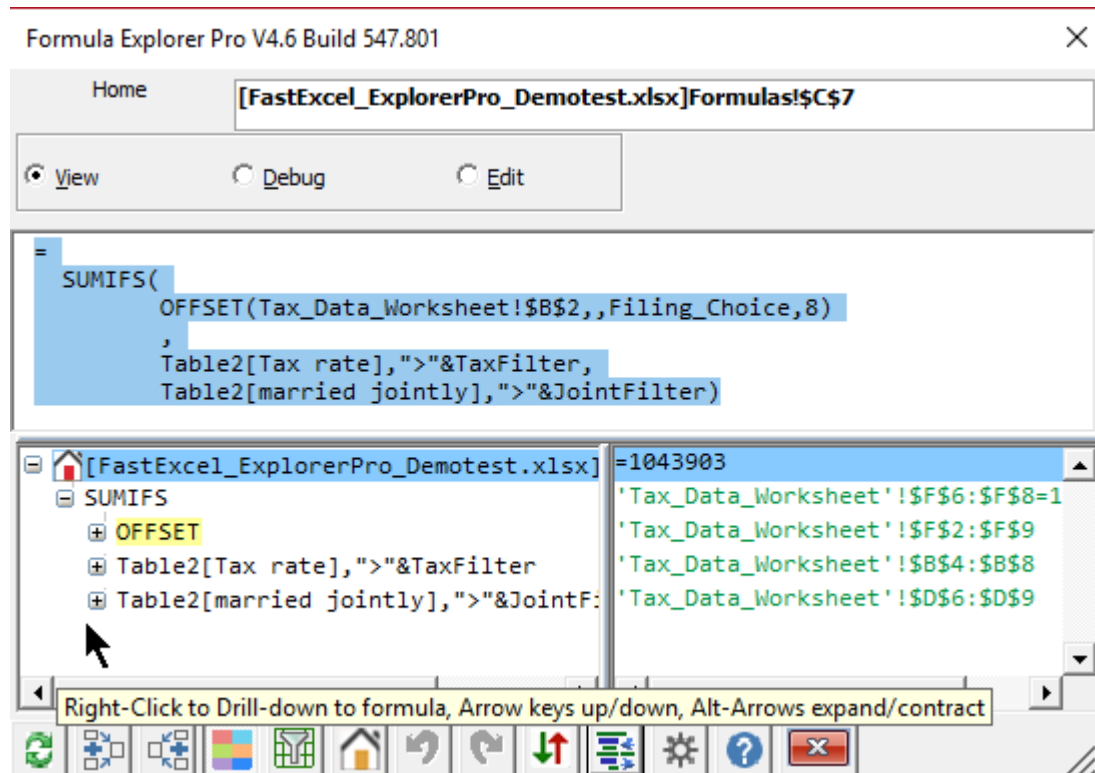 Formula Explorer Pro V4.6 Build 547.801
Home
[FastExcel_ExplorerPro_Demotest.xlsx]Formulas!$C$7
View Debug Edit
=
SUMIFS(
OFFSET(Tax_Data_Worksheet!$B$2,,Filing_Choice,8)
,
Table2[Tax rate],">"&TaxFilter,
Table2[married jointly],">"&JointFilter)
[FastExcel_ExplorerPro_Demotest.xlsx] =1043903
SUMIFS 'Tax_Data_Worksheet'!$F$6:$F$8=1
OFFSET 'Tax_Data_Worksheet'!$F$2:$F$9
Table2[Tax rate],">"&TaxFilter 'Tax_Data_Worksheet'!$B$4:$B$8
Table2[married jointly],">"&JointFi 'Tax_Data_Worksheet'!$D$6:$D$9
Right-Click to Drill-down to formula, Arrow keys up/down, Alt-Arrows expand/contract